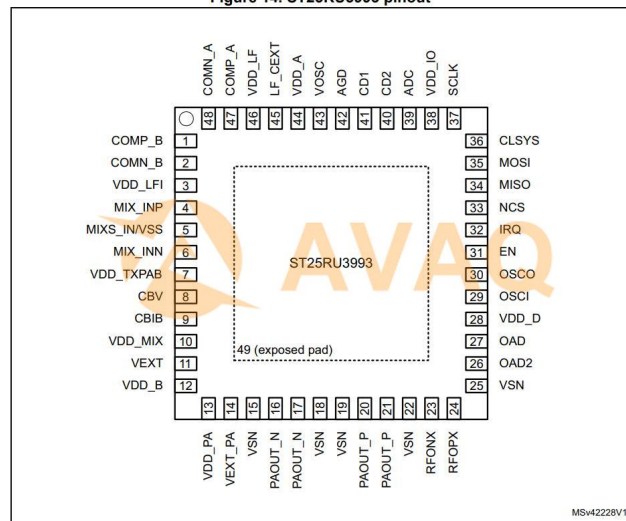 Figure 14. ST25RU3993 pinout
COMN_A
COMP_A
VDD_LF
LF_CEXT
VDD_A
VOSC
AGD
CD1
CD2
ADC
VDD_IO
SCLK
48
47
46
45
44
43
42
41
40
39
38
37
COMP_B 1
COMN_B 2
VDD_LFI 3
MIX_INP 4
MIXS_IN/VSS 5
MIX_INN 6
VDD_TXPAB 7
CBV 8
CBIB 9
VDD_MIX 10
VEXT 11
VDD_B 12
36 CLSYS
35 MOSI
34 MISO
33 NCS
32 IRQ
31 EN
30 OSCO
29 OSCI
28 VDD_D
27 OAD
26 OAD2
25 VSN
AVAQ
ST25RU3993
49 (exposed pad)
13
14
15
16
17
18
19
20
21
22
23
24
VDD_PA
VEXT_PA
VSN
PAOUT_N
PAOUT_N
VSN
VSN
PAOUT_P
PAOUT_P
VSN
RFONX
RFOPX
MSv42228V1